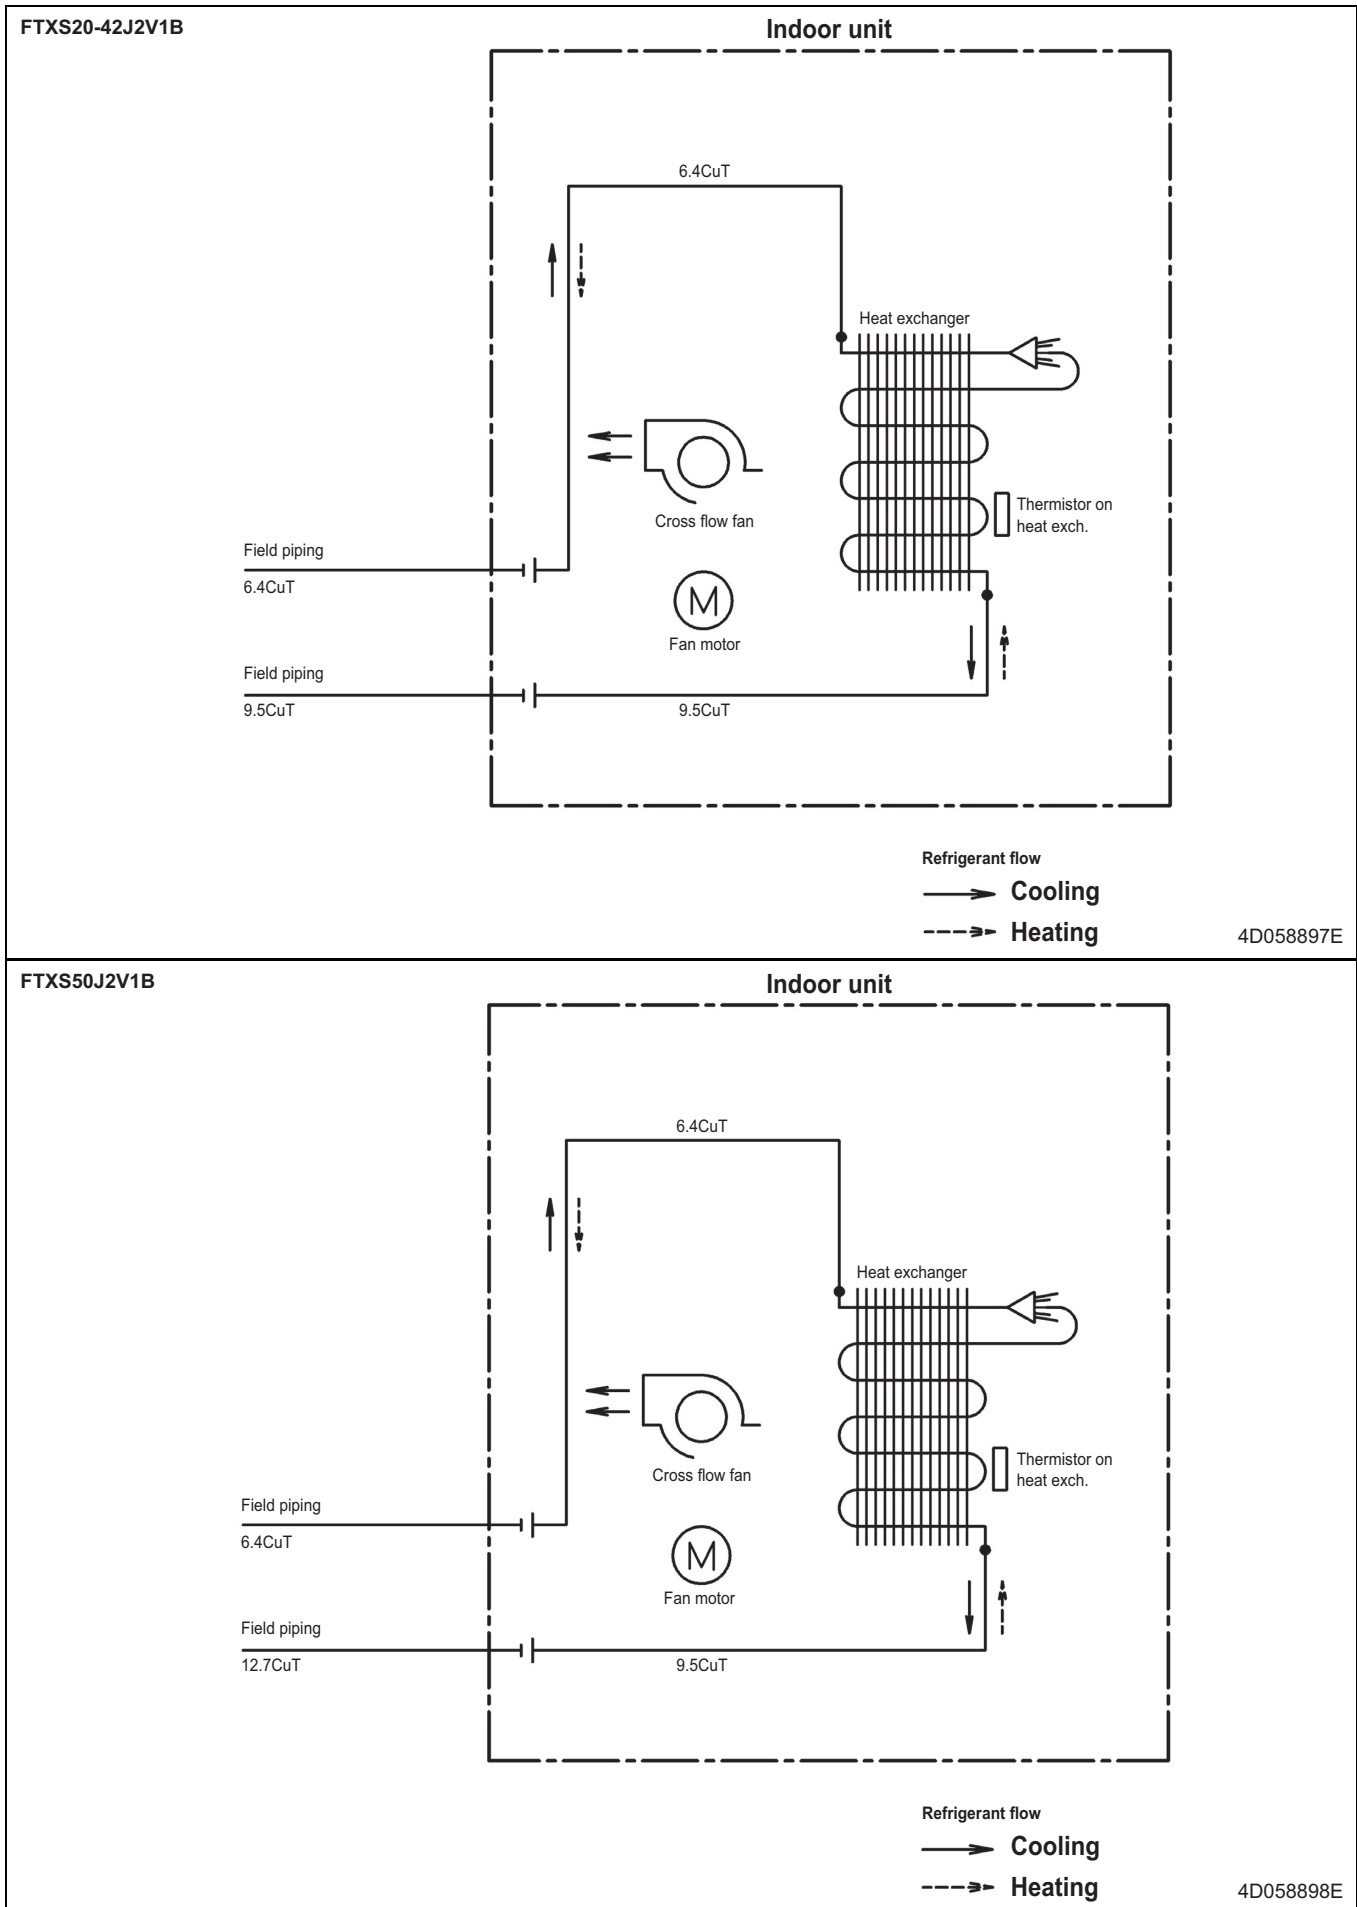 FTXS20-42J2V1B
Indoor unit
6.4CuT
Heat exchanger
Thermistor on
heat exch.
Cross flow fan
Field piping
6.4CuT
M
Fan motor
Field piping
9.5CuT
9.5CuT
Refrigerant flow
Cooling
Heating
4D058897E
FTXS50J2V1B
Indoor unit
6.4CuT
Heat exchanger
Thermistor on
heat exch.
Cross flow fan
Field piping
6.4CuT
M
Fan motor
Field piping
12.7CuT
9.5CuT
Refrigerant flow
Cooling
Heating
4D058898E